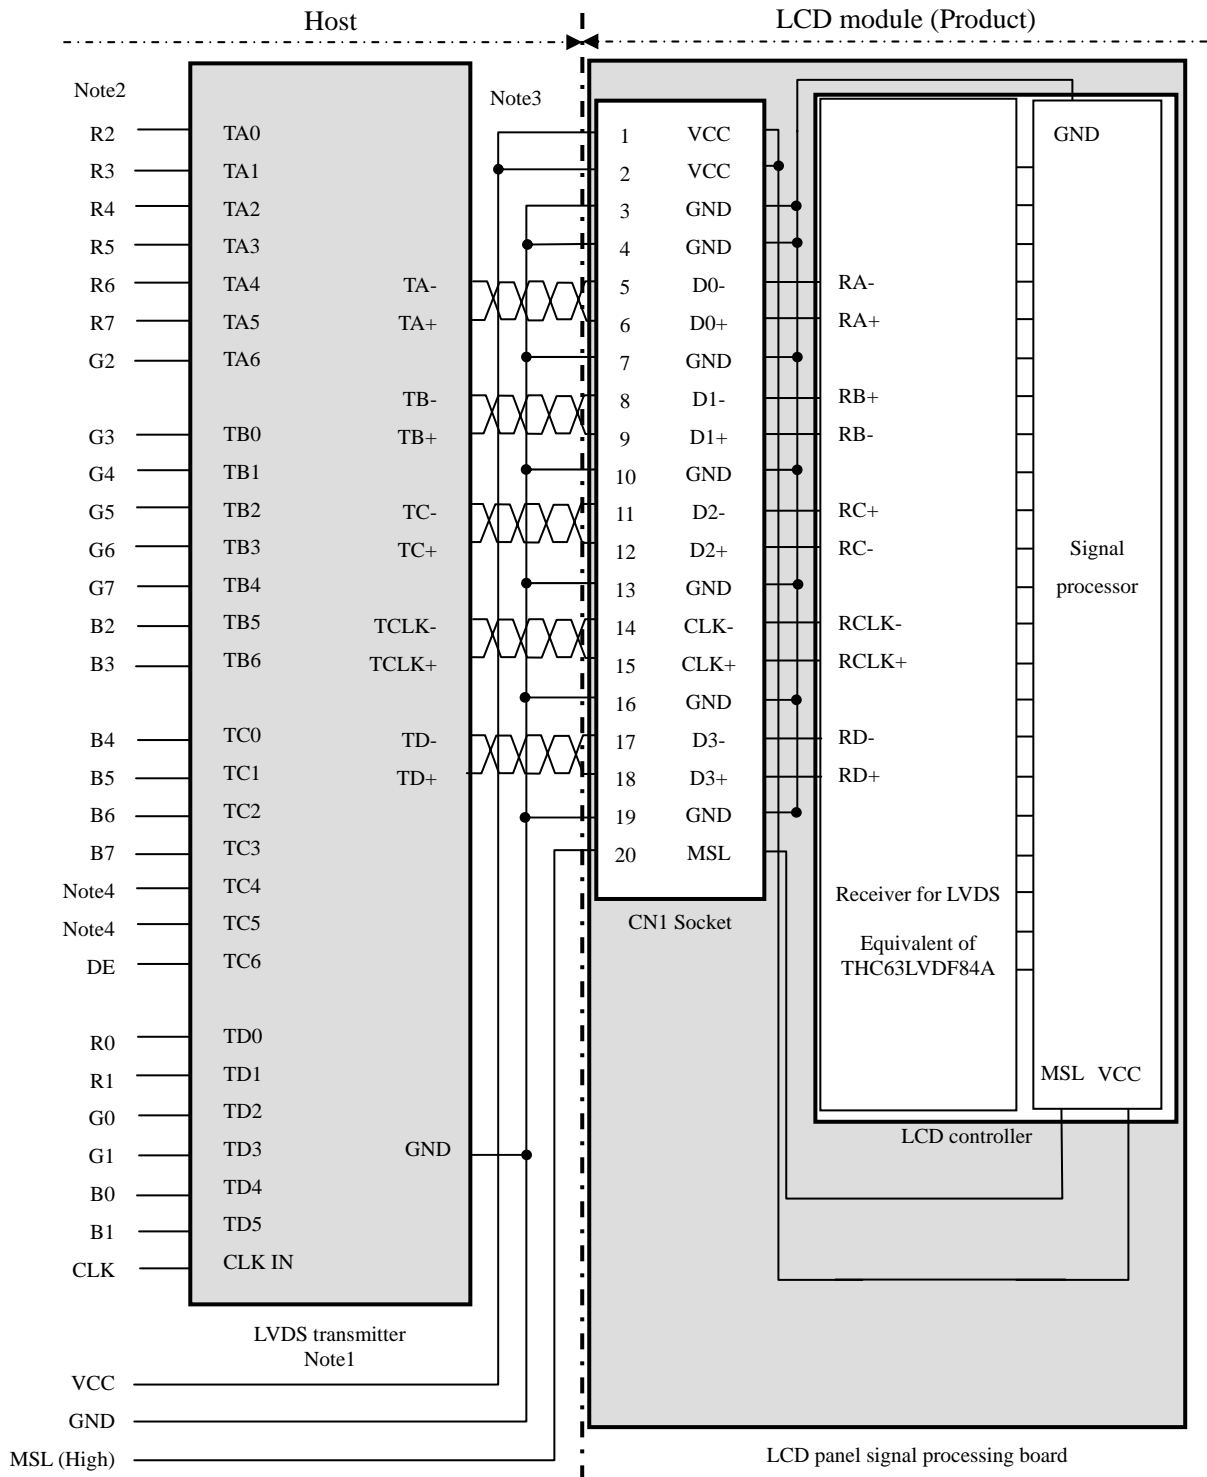 Host
LCD module (Product)
Note2
Note3
R2 TA0
R3 TA1
R4 TA2
R5 TA3
R6 TA4 TA-
R7 TA5 TA+
G2 TA6
TB-
G3 TB0 TB+
G4 TB1
G5 TB2 TC-
G6 TB3 TC+
G7 TB4
B2 TB5 TCLK-
B3 TB6 TCLK+
B4 TC0 TD-
B5 TC1 TD+
B6 TC2
B7 TC3
Note4 TC4
Note4 TC5
DE TC6
R0 TD0
R1 TD1
G0 TD2
G1 TD3 GND
B0 TD4
B1 TD5
CLK CLK IN
LVDS transmitter
Note1
VCC
GND
MSL (High)
1 VCC
2 VCC
3 GND
4 GND
5 D0-
6 D0+
7 GND
8 D1-
9 D1+
10 GND
11 D2-
12 D2+
13 GND
14 CLK-
15 CLK+
16 GND
17 D3-
18 D3+
19 GND
20 MSL
CN1 Socket
RA-
RA+
RB+
RB-
RC+
RC-
RCLK-
RCLK+
RD-
RD+
Receiver for LVDS
Equivalent of
THC63LVDF84A
GND
Signal
processor
MSL VCC
LCD controller
LCD panel signal processing board